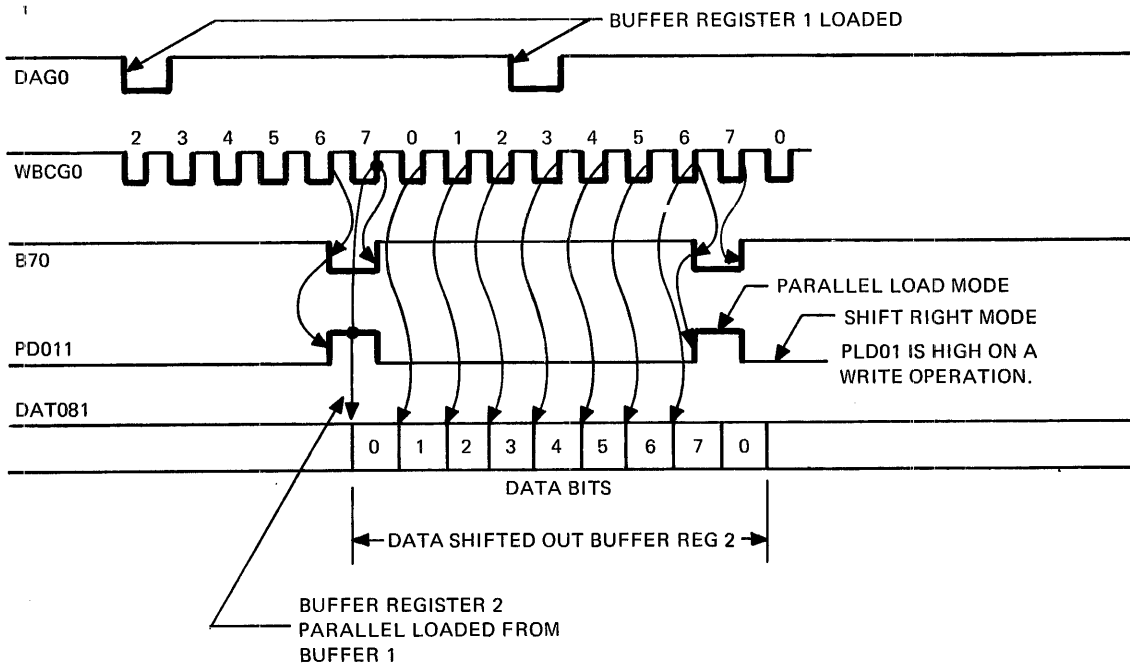 BUFFER REGISTER 1 LOADED
DAG0
2 3 4 5 6 7 0 1 2 3 4 5 6 7 0
WBCG0
B70
PARALLEL LOAD MODE
SHIFT RIGHT MODE
PD011
PLD01 IS HIGH ON A
WRITE OPERATION.
DAT081
0 1 2 3 4 5 6 7 0
DATA BITS
DATA SHIFTED OUT BUFFER REG 2
BUFFER REGISTER 2
PARALLEL LOADED FROM
BUFFER 1